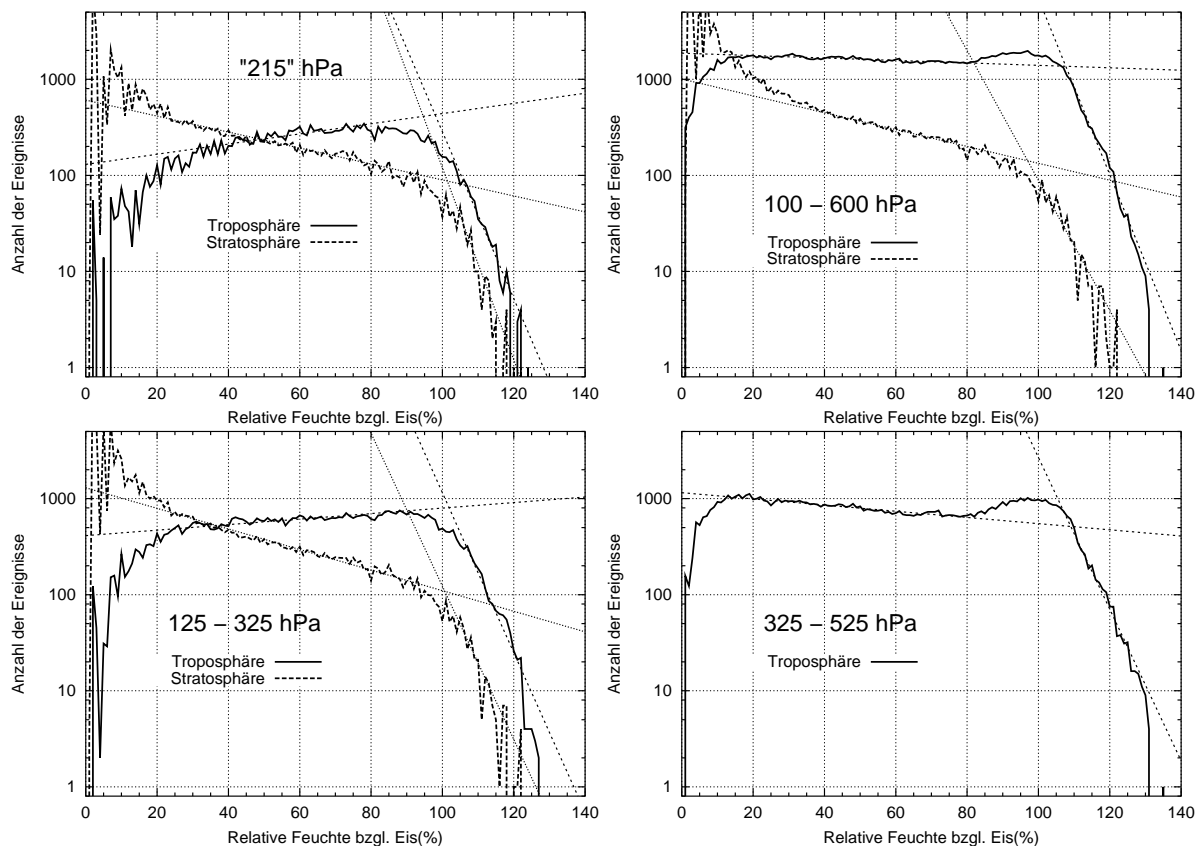 "215" hPa
1000
100
10
1
Anzahl der Ereignisse
Troposphäre
Stratosphäre
0 20 40 60 80 100 120 140
Relative Feuchte bzgl. Eis(%)
100 – 600 hPa
1000
100
10
1
Anzahl der Ereignisse
Troposphäre
Stratosphäre
0 20 40 60 80 100 120 140
Relative Feuchte bzgl. Eis(%)
125 – 325 hPa
1000
100
10
1
Anzahl der Ereignisse
Troposphäre
Stratosphäre
0 20 40 60 80 100 120 140
Relative Feuchte bzgl. Eis(%)
325 – 525 hPa
1000
100
10
1
Anzahl der Ereignisse
Troposphäre
0 20 40 60 80 100 120 140
Relative Feuchte bzgl. Eis(%)